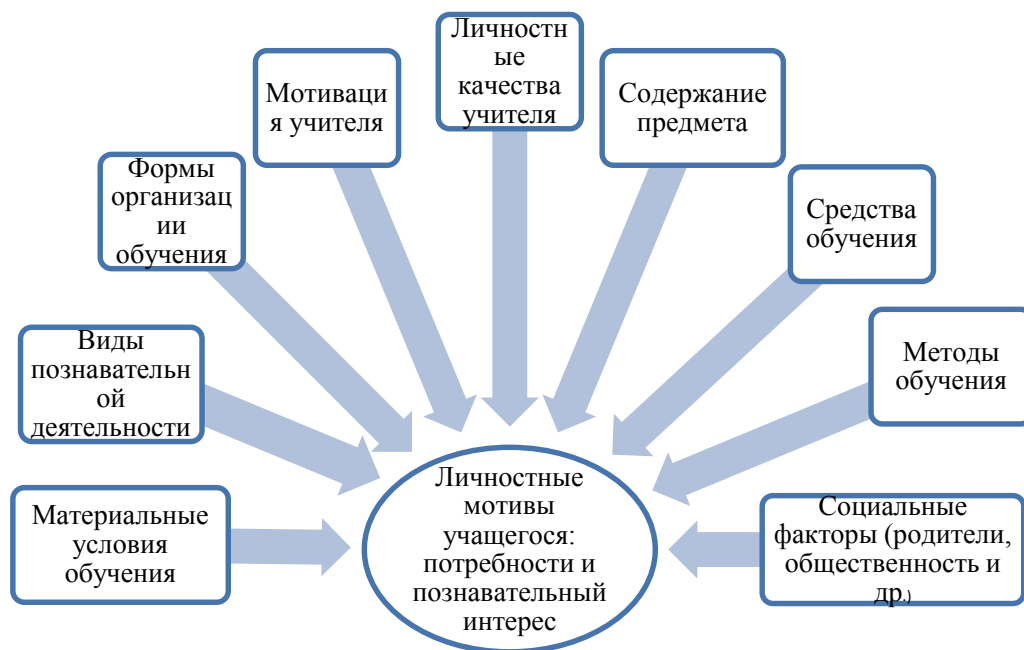 Материальные
условия
обучения
Виды
познавательн
ой
деятельности
Формы
организац
ии
обучения
Мотиваци
я учителя
Личностн
ые
качества
учителя
Содержание
предмета
Средства
обучения
Методы
обучения
Социальные
факторы (родители,
общественность и
др.)
Личностные
мотивы
учащегося:
потребности и
познавательный
интерес